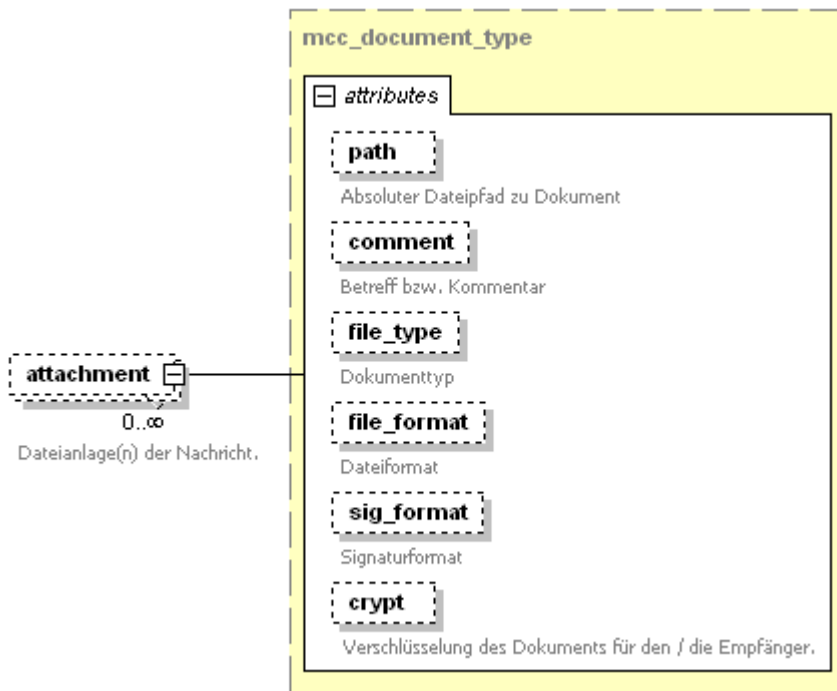 mcc_document_type
attributes
path
Absoluter Dateipfad zu Dokument
comment
Betreff bzw. Kommentar
file_type
Dokumenttyp
file_format
Dateiformat
sig_format
Signaturformat
crypt
Verschlüsselung des Dokuments für den / die Empfänger.
attachment
0..∞
Dateianlage(n) der Nachricht.